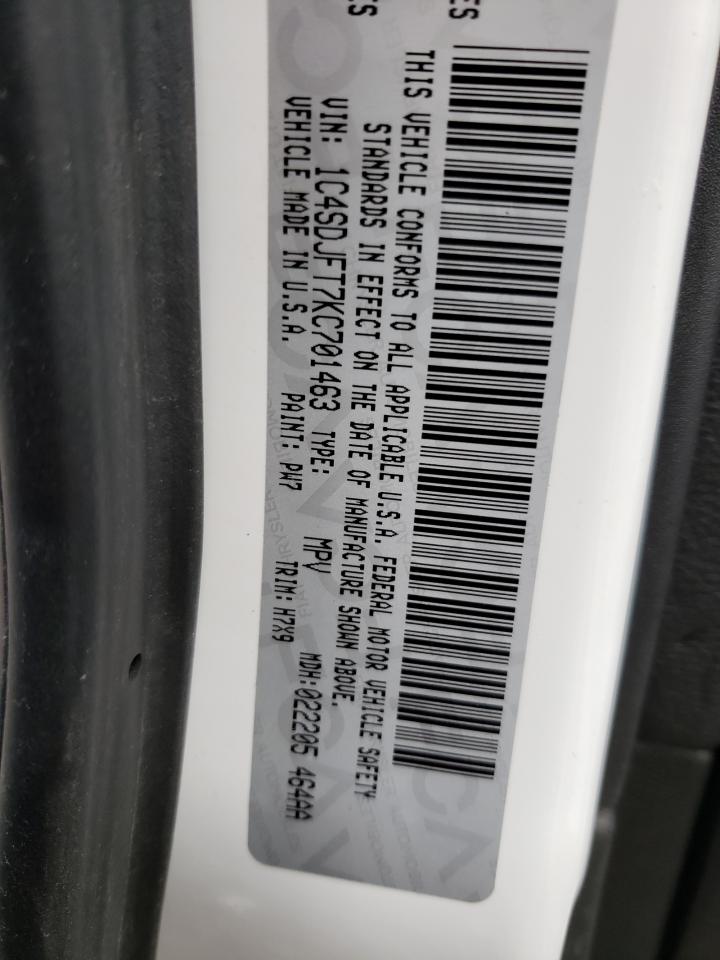 THIS VEHICLE CONFORMS TO ALL APPLICABLE U.S.A. FEDERAL MOTOR VEHICLE SAFETY
STANDARDS IN EFFECT ON THE DATE OF MANUFACTURE SHOWN ABOVE.
VIN: 1C4SDJFT7KC701463 TYPE: MPV MDH:022205 464AA
VEHICLE MADE IN U.S.A. PAINT: PW7 TRIM: H7X9